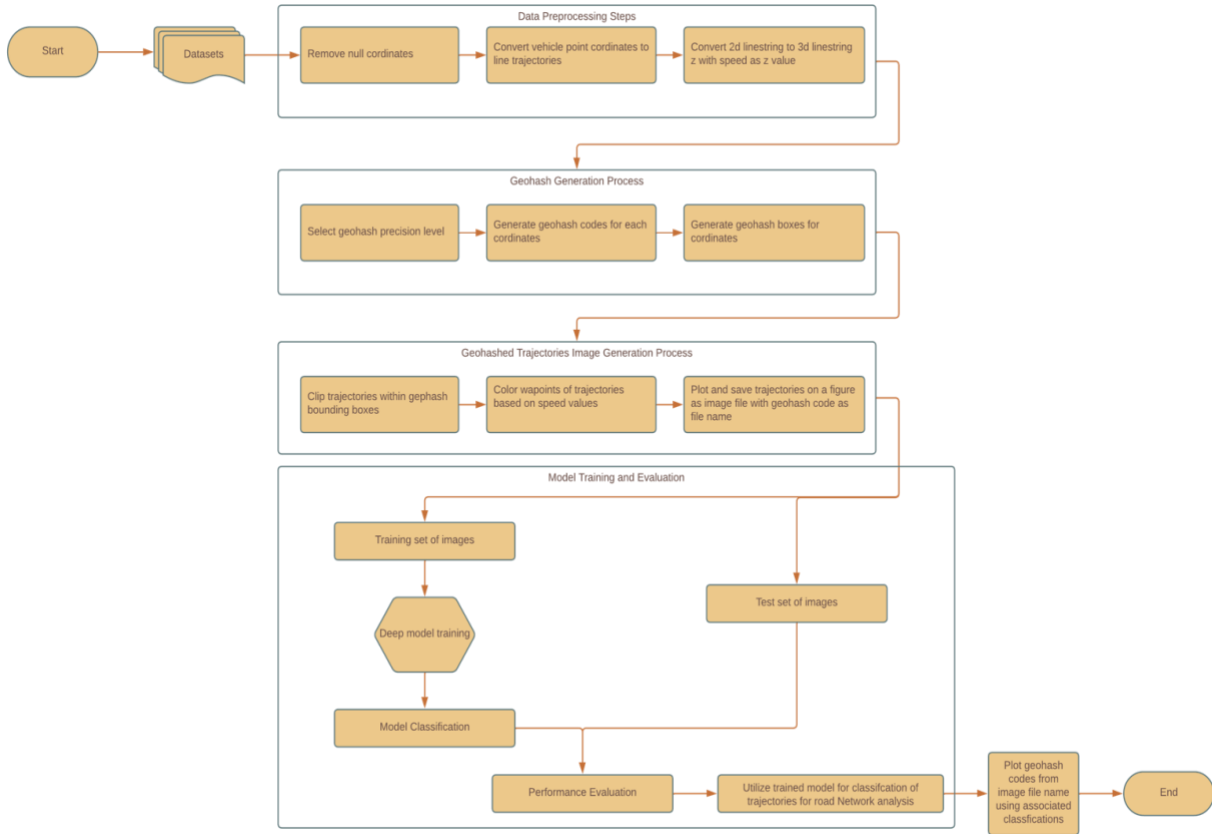 Data Preprocessing Steps
Start
Datasets
Remove null cordinates
Convert vehicle point cordinates to
line trajectories
Convert 2d linestring to 3d linestring
z with speed as z value
Geohash Generation Process
Select geohash precision level
Generate geohash codes for each
cordinates
Generate geohash boxes for
cordinates
Geohashed Trajectories Image Generation Process
Clip trajectories within gephash
bounding boxes
Color wapoints of trajectories
based on speed values
Plot and save trajectories on a figure
as image file with geohash code as
file name
Model Training and Evaluation
Training set of images
Deep model training
Test set of images
Model Classification
Performance Evaluation
Utilize trained model for classifcation of
trajectories for road Network analysis
Plot geohash
codes from
image file name
using associated
classfications
End